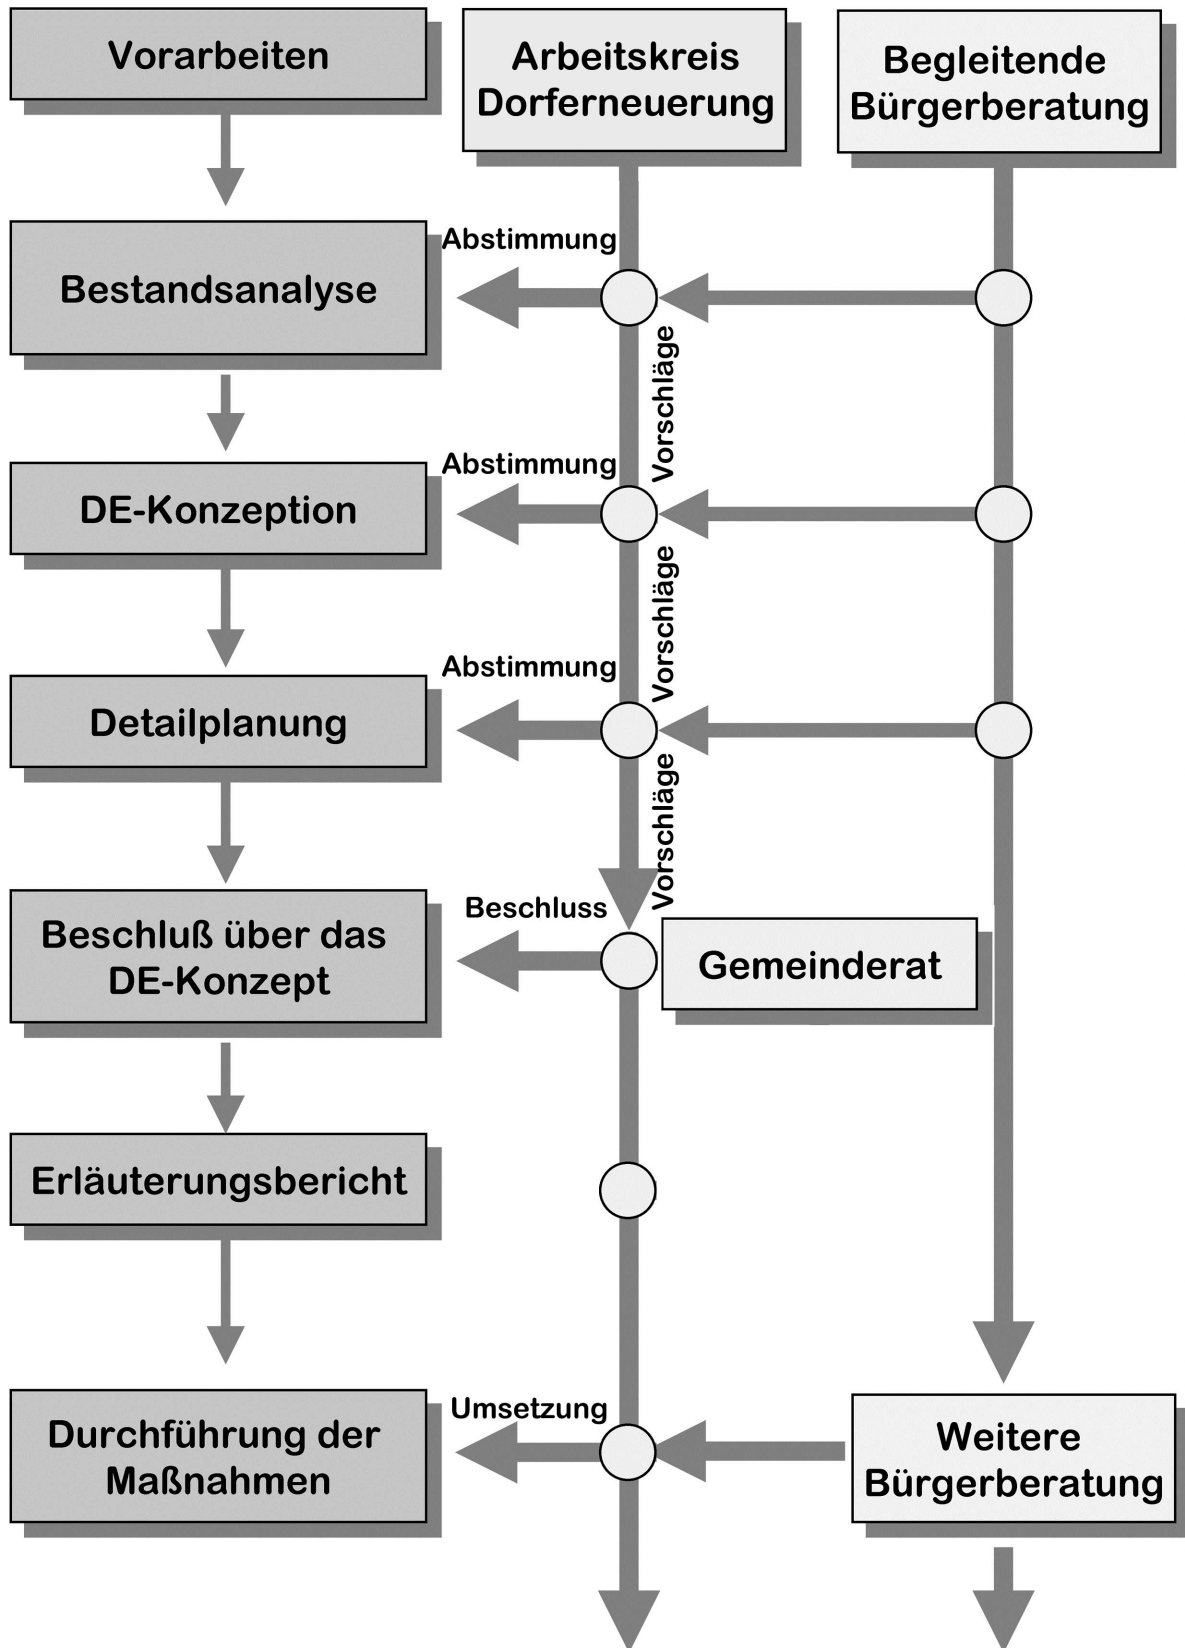 Vorarbeiten
Arbeitskreis
Dorferneuerung
Begleitende
Bürgerberatung
Abstimmung
Bestandsanalyse
Vorschläge
Abstimmung
DE-Konzeption
Vorschläge
Abstimmung
Detailplanung
Vorschläge
Beschluss
Beschluß über das
DE-Konzept
Gemeinderat
Erläuterungsbericht
Umsetzung
Durchführung der
Maßnahmen
Weitere
Bürgerberatung